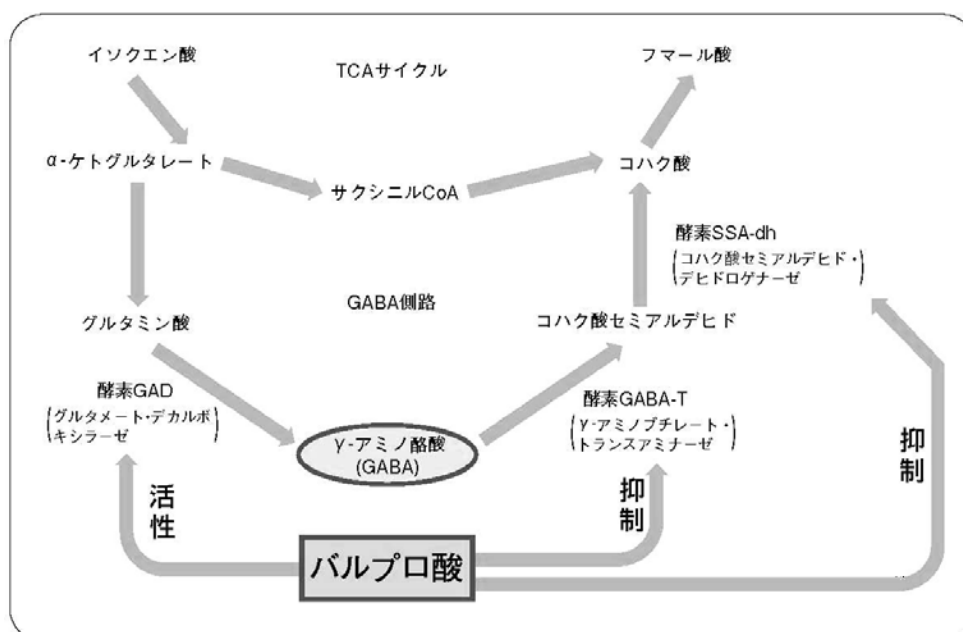 イソクエン酸
TCAサイクル
フマール酸
α-ケトグルタレート
サクシニルCoA
コハク酸
酵素SSA-dh
(コハク酸セミアルデヒド・
デヒドロゲナーゼ)
GABA側路
グルタミン酸
コハク酸セミアルデヒド
酵素GAD
(グルタメート・デカルボ
キシラーゼ)
酵素GABA-T
(γ-アミノブチレート・
トランスアミナーゼ)
γ-アミノ酪酸
(GABA)
活性
抑制
抑制
バルプロ酸